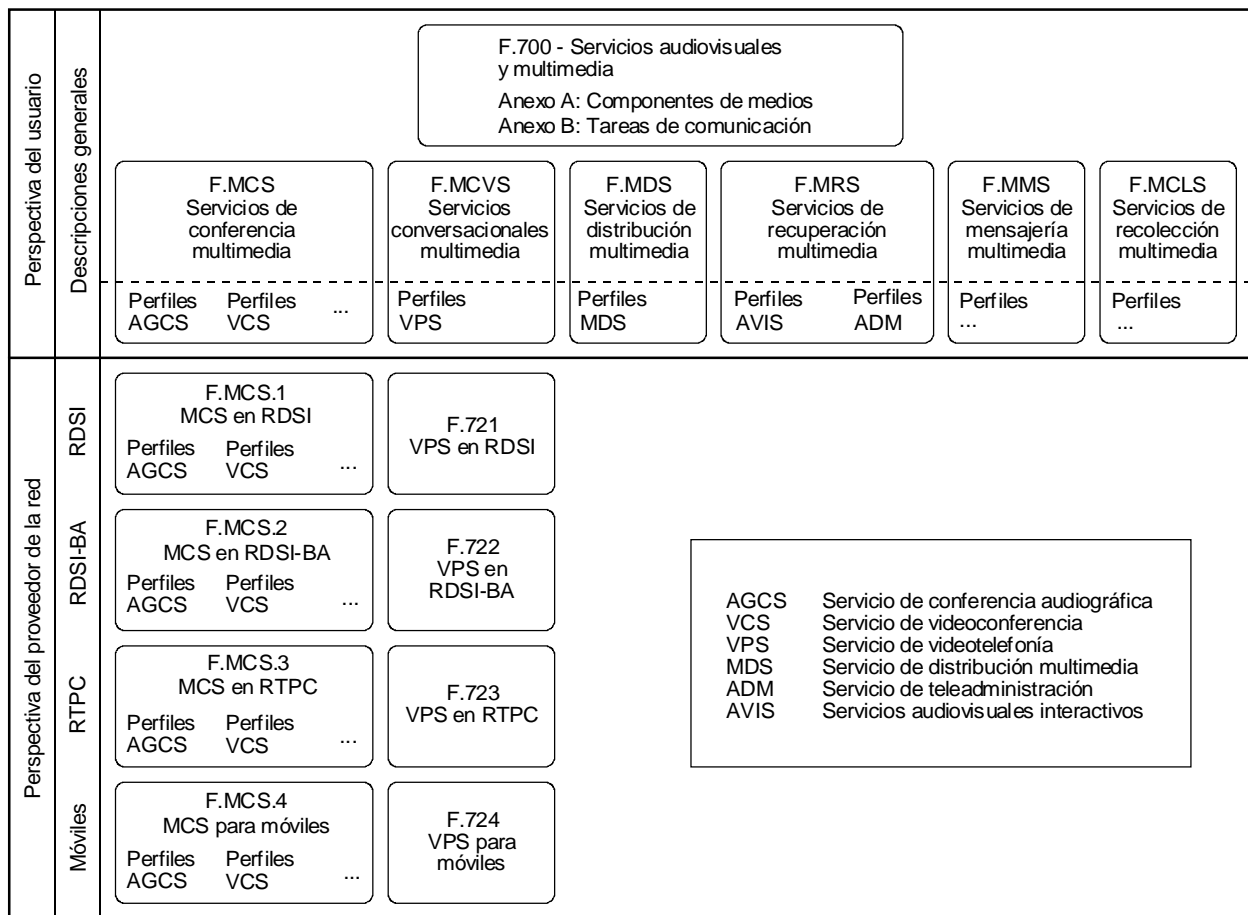 Perspectiva del usuario
Descripciones generales
F.700 - Servicios audiovisuales
y multimedia
Anexo A: Componentes de medios
Anexo B: Tareas de comunicación
F.MCS
Servicios de
conferencia
multimedia
Perfiles
AGCS
Perfiles
VCS
...
F.MCVS
Servicios
conversacionales
multimedia
Perfiles
VPS
F.MDS
Servicios de
distribución
multimedia
Perfiles
MDS
F.MRS
Servicios de
recuperación
multimedia
Perfiles
AVIS
Perfiles
ADM
F.MMS
Servicios de
mensajería
multimedia
Perfiles
...
F.MCLS
Servicios de
recolección
multimedia
Perfiles
...
Perspectiva del proveedor de la red
RDSI
F.MCS.1
MCS en RDSI
Perfiles
AGCS
Perfiles
VCS
...
F.721
VPS en RDSI
RDSI-BA
F.MCS.2
MCS en RDSI-BA
Perfiles
AGCS
Perfiles
VCS
...
F.722
VPS en
RDSI-BA
RTPC
F.MCS.3
MCS en RTPC
Perfiles
AGCS
Perfiles
VCS
...
F.723
VPS en RTPC
Móviles
F.MCS.4
MCS para móviles
Perfiles
AGCS
Perfiles
VCS
...
F.724
VPS para
móviles
AGCS Servicio de conferencia audiográfica
VCS Servicio de videoconferencia
VPS Servicio de videotelefonía
MDS Servicio de distribución multimedia
ADM Servicio de teleadministración
AVIS Servicios audiovisuales interactivos